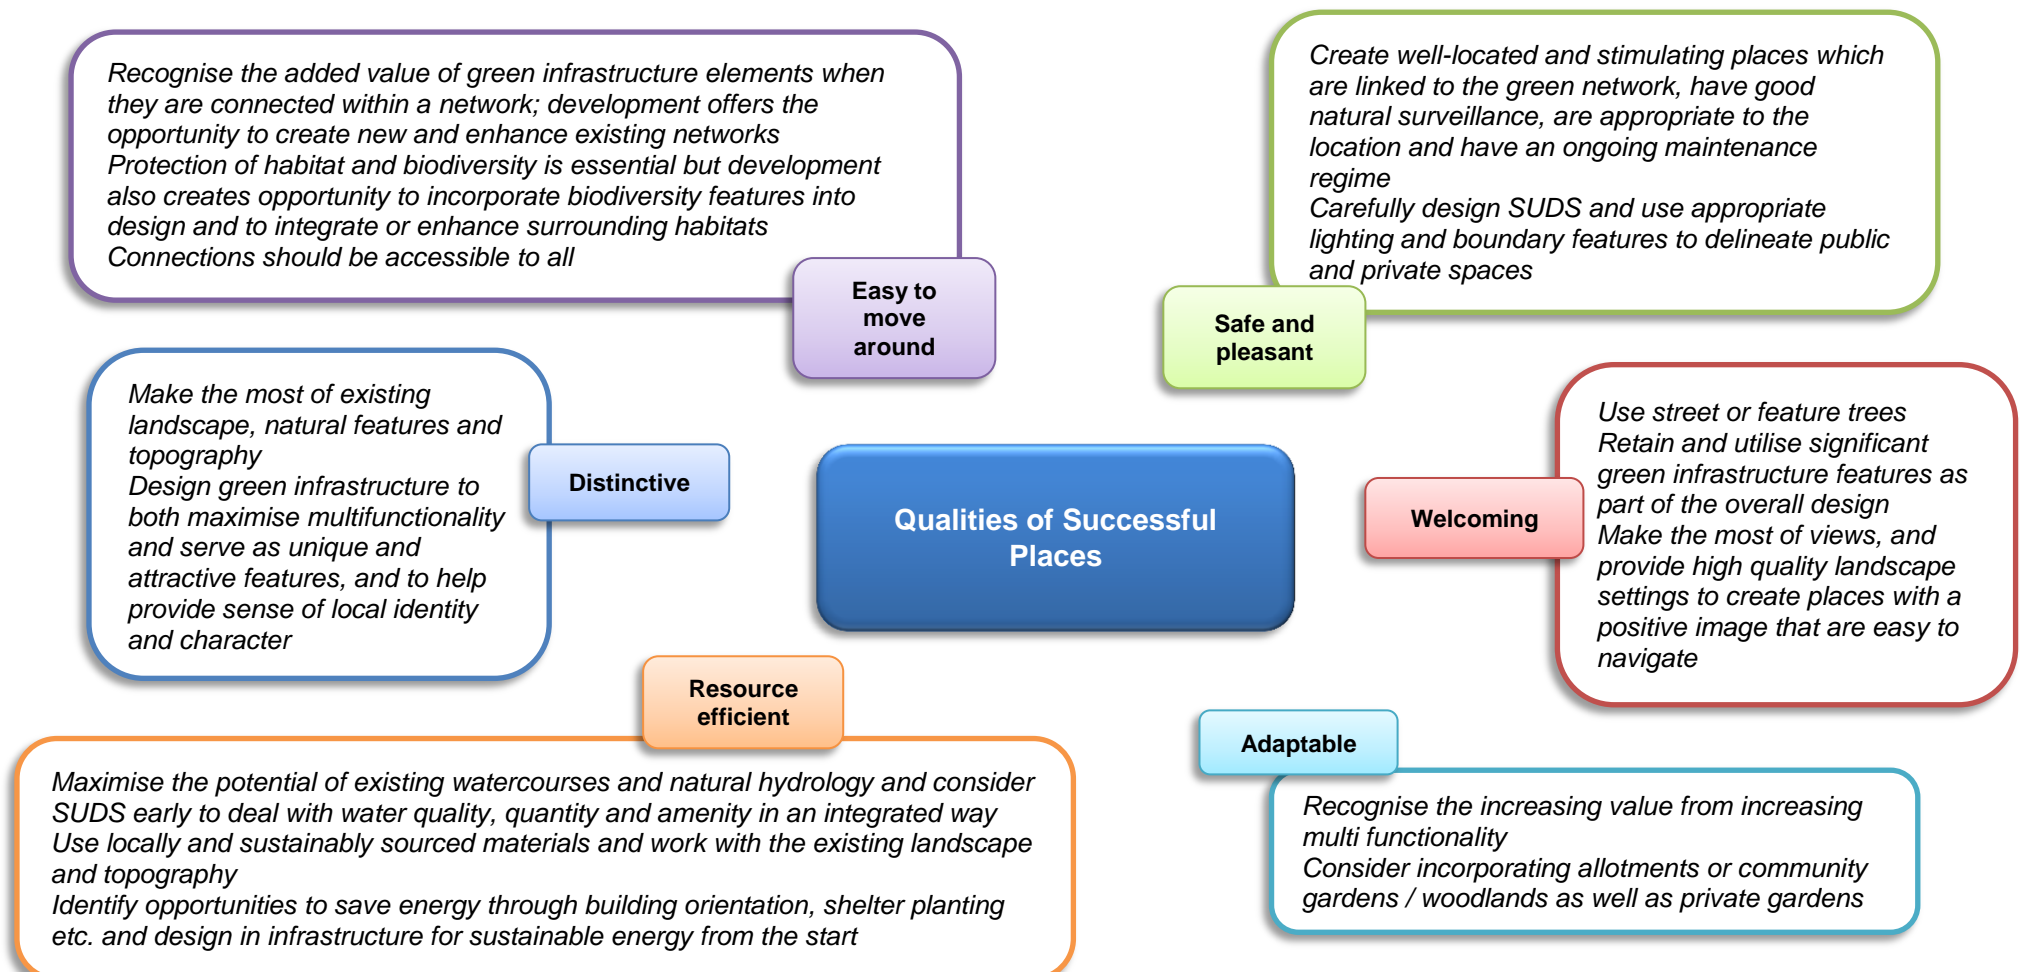 Recognise the added value of green infrastructure elements when
they are connected within a network; development offers the
opportunity to create new and enhance existing networks
Protection of habitat and biodiversity is essential but development
also creates opportunity to incorporate biodiversity features into
design and to integrate or enhance surrounding habitats
Connections should be accessible to all
Easy to
move
around
Create well-located and stimulating places which
are linked to the green network, have good
natural surveillance, are appropriate to the
location and have an ongoing maintenance
regime
Carefully design SUDS and use appropriate
lighting and boundary features to delineate public
and private spaces
Safe and
pleasant
Make the most of existing
landscape, natural features and
topography
Design green infrastructure to
both maximise multifunctionality
and serve as unique and
attractive features, and to help
provide sense of local identity
and character
Distinctive
Qualities of Successful
Places
Welcoming
Use street or feature trees
Retain and utilise significant
green infrastructure features as
part of the overall design
Make the most of views, and
provide high quality landscape
settings to create places with a
positive image that are easy to
navigate
Resource
efficient
Maximise the potential of existing watercourses and natural hydrology and consider
SUDS early to deal with water quality, quantity and amenity in an integrated way
Use locally and sustainably sourced materials and work with the existing landscape
and topography
Identify opportunities to save energy through building orientation, shelter planting
etc. and design in infrastructure for sustainable energy from the start
Adaptable
Recognise the increasing value from increasing
multi functionality
Consider incorporating allotments or community
gardens / woodlands as well as private gardens